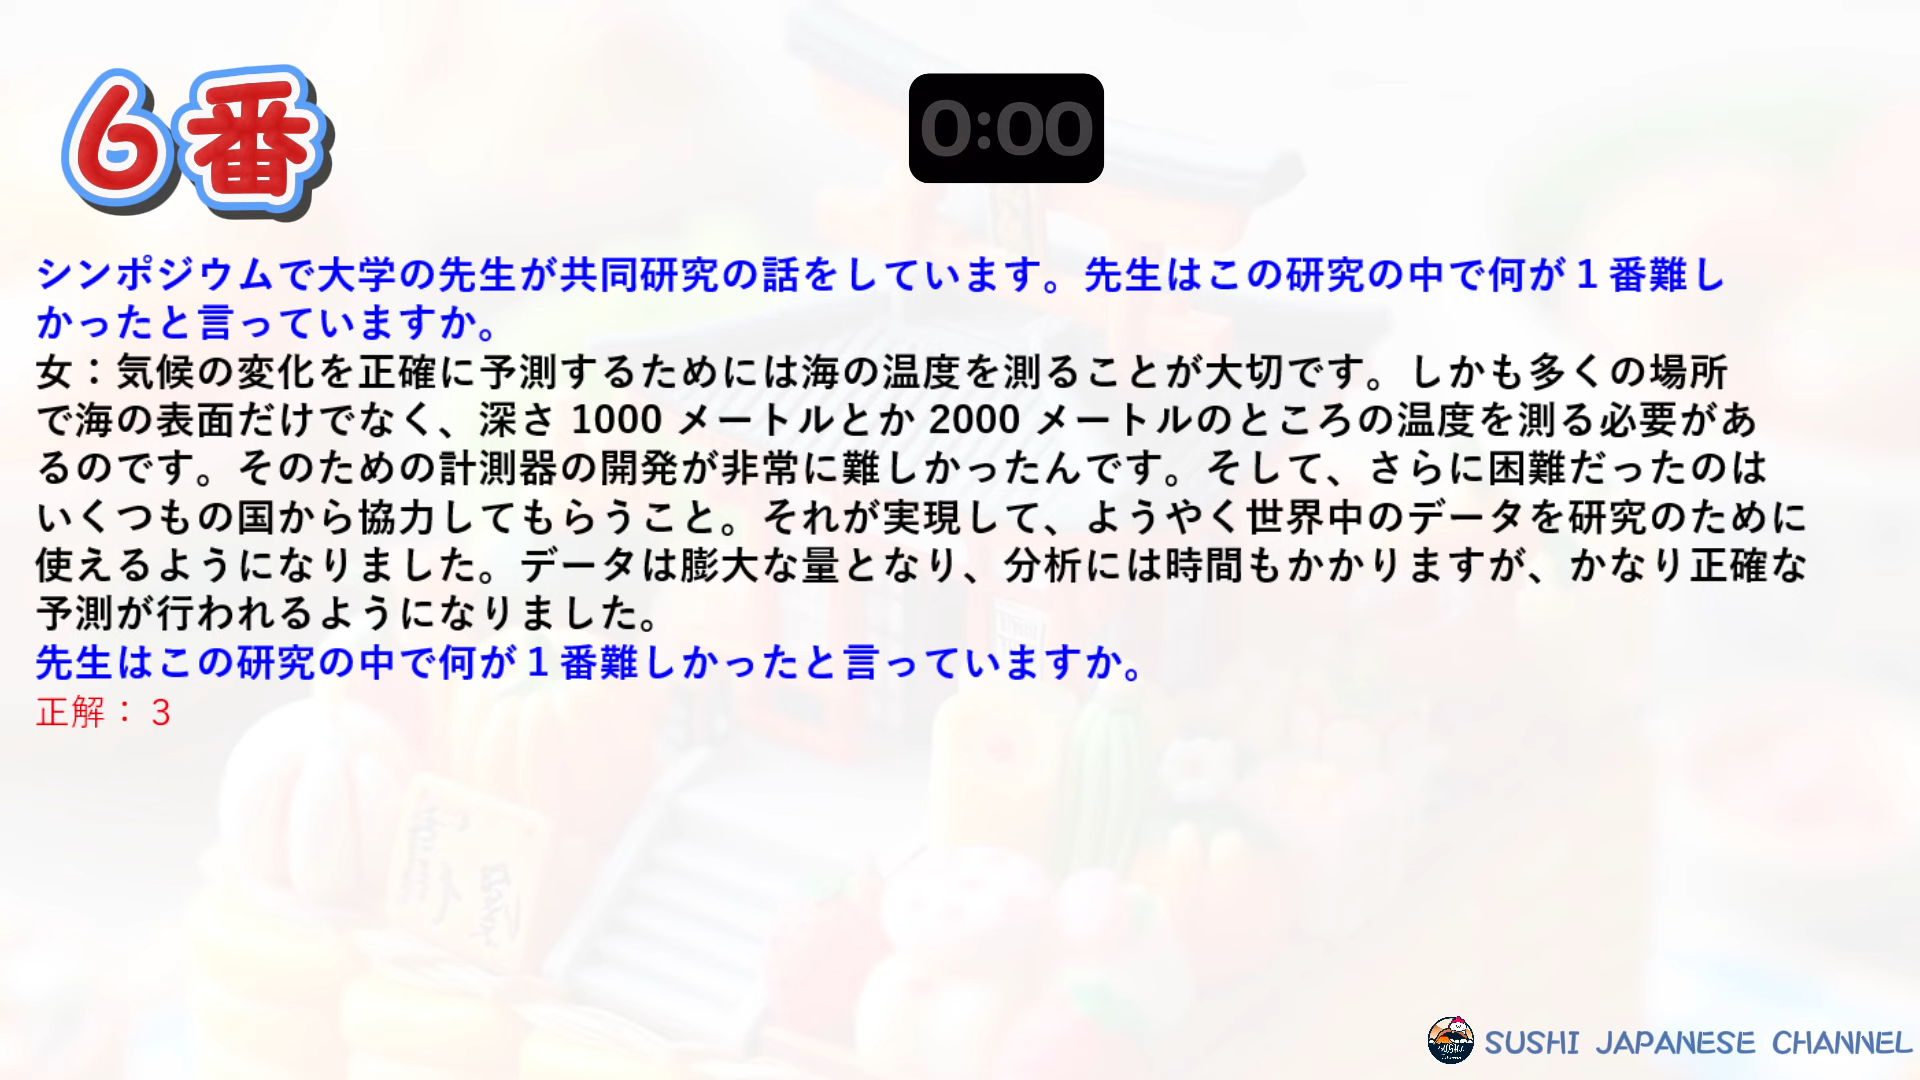 6番
0:00
シンポジウムで大学の先生が共同研究の話をしています。先生はこの研究の中で何が1番難し
かったと言っていますか。
女：気候の変化を正確に予測するためには海の温度を測ることが大切です。しかも多くの場所
で海の表面だけでなく、深さ 1000 メートルとか 2000 メートルのところの温度を測る必要があ
るのです。そのための計測器の開発が非常に難しかったんです。そして、さらに困難だったのは
いくつもの国から協力してもらうこと。それが実現して、ようやく世界中のデータを研究のために
使えるようになりました。データは膨大な量となり、分析には時間もかかりますが、かなり正確な
予測が行われるようになりました。
先生はこの研究の中で何が1番難しかったと言っていますか。
正解：3
SUSHI JAPANESE CHANNEL